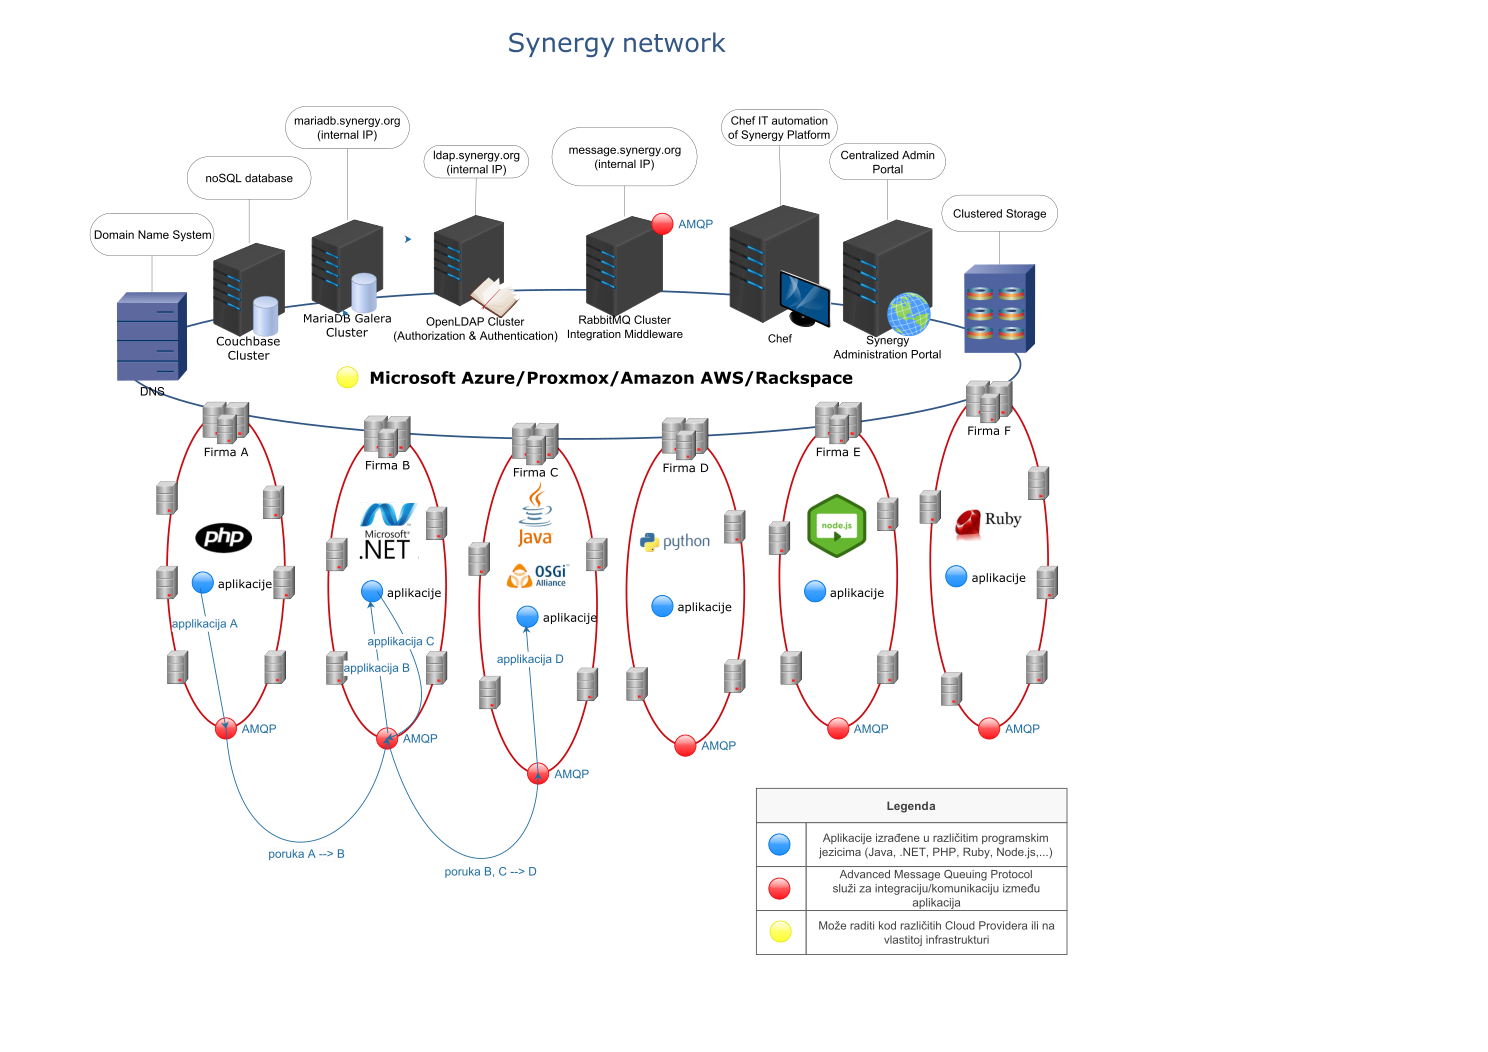 Synergy network
mariadb.synergy.org
(internal IP)
Chef IT automation
of Synergy Platform
message.synergy.org
(internal IP)
ldap.synergy.org
(internal IP)
Centralized Admin
Portal
noSQL database
Clustered Storage
Domain Name System
AMQP
MariaDB Galera
Cluster
OpenLDAP Cluster
(Authorization & Authentication)
RabbitMQ Cluster
Integration Middleware
Chef
Synergy
Administration Portal
Couchbase
Cluster
DNS
Microsoft Azure/Proxmox/Amazon AWS/Rackspace
Firma A
Firma B
Firma C
Firma D
Firma E
Firma F
php
Microsoft®
.NET
Java
OSGi™
Alliance
python
node.js
Ruby
aplikacije
aplikacije
aplikacije
aplikacije
aplikacije
aplikacije
applikacija A
applikacija C
applikacija B
applikacija D
AMQP
AMQP
AMQP
AMQP
AMQP
AMQP
poruka A --> B
poruka B, C --> D
Legenda
Aplikacije izrađene u različitim programskim
jezicima (Java, .NET, PHP, Ruby, Node.js,...)
Advanced Message Queuing Protocol
služi za integraciju/komunikaciju između
aplikacija
Može raditi kod različitih Cloud Providera ili na
vlastitoj infrastrukturi